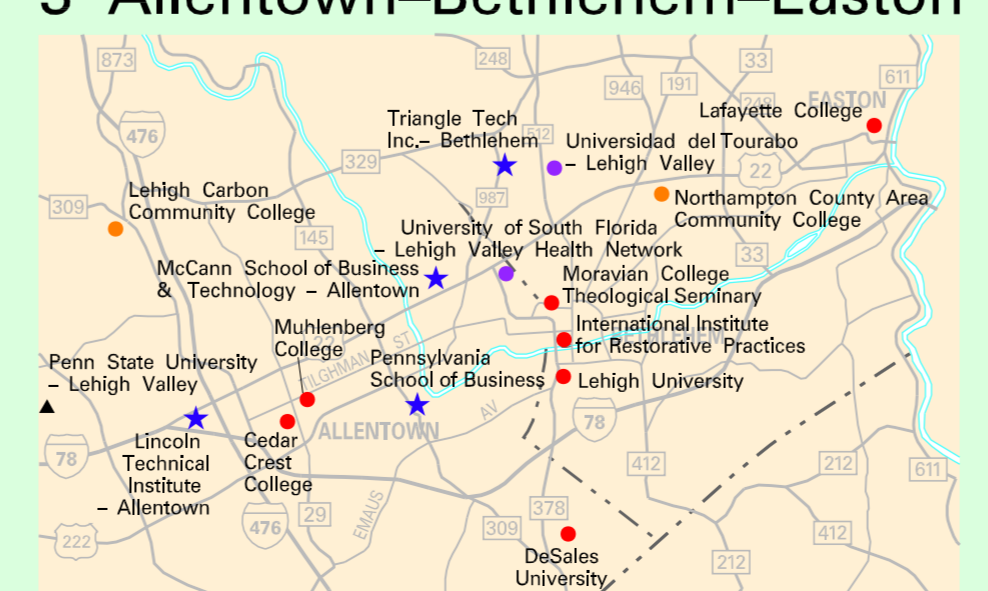 3 Allentown–Bethlehem–Easton
873
248
33
611
946
191
248
EASTON
Lafayette College
476
Triangle Tech
Inc.– Bethlehem
512
Universidad del Tourabo
– Lehigh Valley
329
22
309
Lehigh Carbon
Community College
987
Northampton County Area
Community College
145
University of South Florida
– Lehigh Valley Health Network
33
McCann School of Business
& Technology – Allentown
Moravian College
Theological Seminary
Muhlenberg
College
22
TILGHMAN ST
International Institute
for Restorative Practices
BETHLEHEM
Penn State University
– Lehigh Valley
Pennsylvania
School of Business
Lehigh University
AV
78
ALLENTOWN
78
Lincoln
Technical
Institute
– Allentown
Cedar
Crest
College
412
212
611
476
29
EMAUS
309
378
222
412
DeSales
University
212